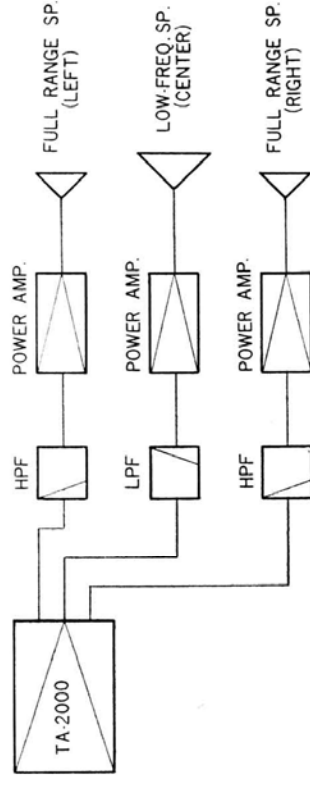 TA-2000
HPF
POWER AMP.
FULL RANGE SP.
(LEFT)
LPF
POWER AMP.
LOW-FREQ. SP.
(CENTER)
HPF
POWER AMP.
FULL RANGE SP.
(RIGHT)